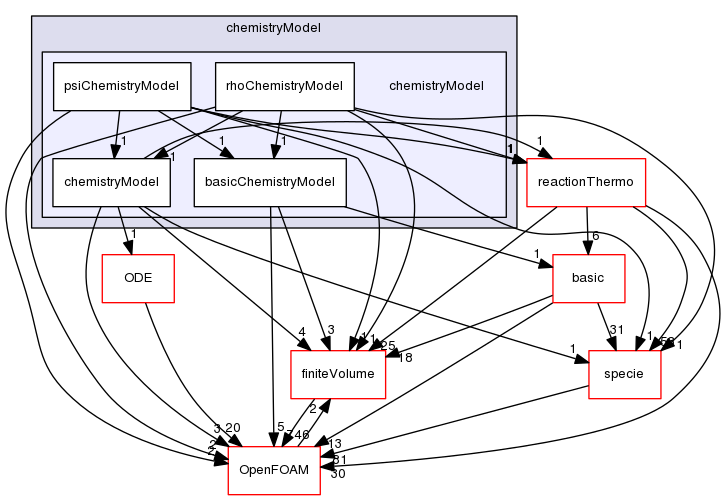 chemistryModel
psiChemistryModel
rhoChemistryModel
chemistryModel
1
1
1
1
1
1
chemistryModel
basicChemistryModel
reactionThermo
1
1
6
ODE
basic
4
3
1
1
25
18
1
31
1
1
finiteVolume
specie
3
20
2
2
5
2
46
13
31
30
OpenFOAM